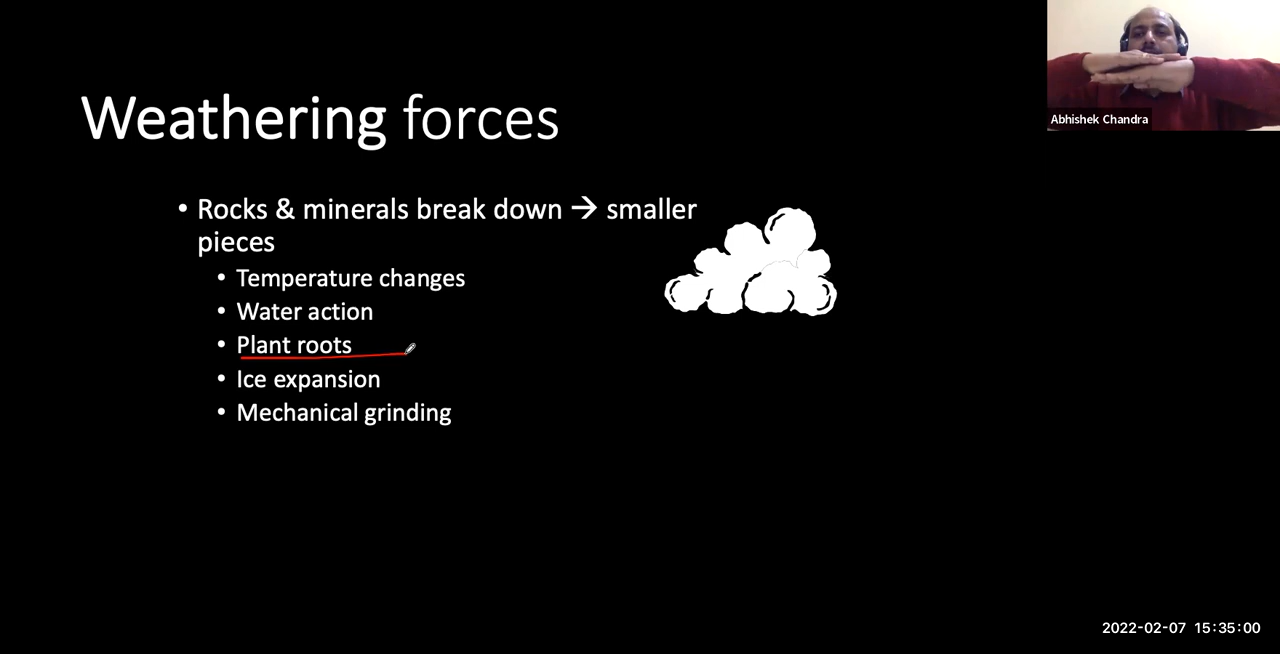 Weathering forces
• Rocks & minerals break down → smaller
pieces
• Temperature changes
• Water action
• Plant roots
• Ice expansion
• Mechanical grinding
Abhishek Chandra
2022-02-07 15:35:00